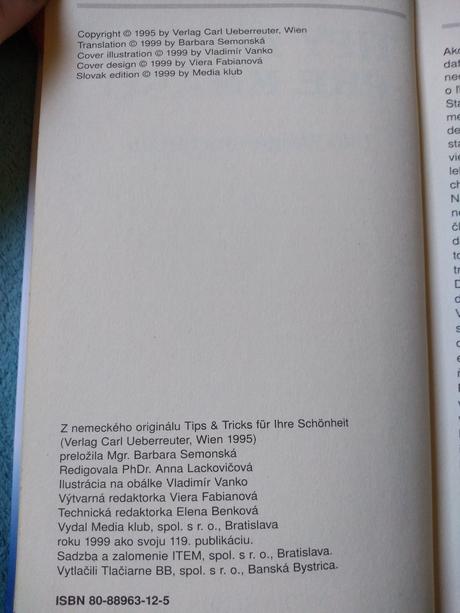 Copyright © 1995 by Verlag Carl Ueberreuter, Wien
Translation © 1999 by Barbara Semonská
Cover illustration © 1999 by Vladimír Vanko
Cover design © 1999 by Viera Fabianová
Slovak edition © 1999 by Media klub
Z nemeckého originálu Tips & Tricks für Ihre Schönheit
(Verlag Carl Ueberreuter, Wien 1995)
preložila Mgr. Barbara Semonská
Redigovala PhDr. Anna Lackovičová
Ilustrácia na obálke Vladimír Vanko
Výtvarná redaktorka Viera Fabianová
Technická redaktorka Elena Benková
Vydal Media klub, spol. s r. o., Bratislava
roku 1999 ako svoju 119. publikáciu.
Sadzba a zalomenie ITEM, spol. s r. o., Bratislava.
Vytlačili Tlačiarne BB, spol. s r. o., Banská Bystrica.
ISBN 80-88963-12-5